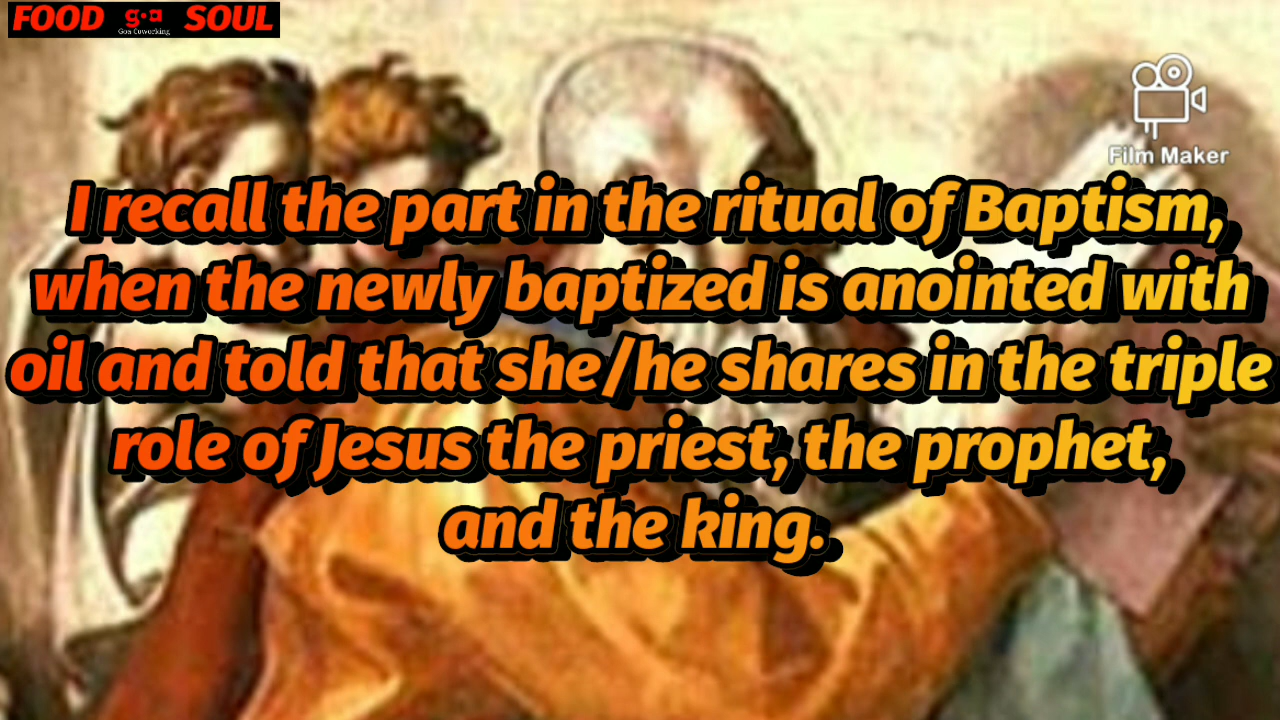 FOOD g·a SOUL
Goa Coworking
Film Maker
I recall the part in the ritual of Baptism,
when the newly baptized is anointed with
oil and told that she/he shares in the triple
role of Jesus the priest, the prophet,
and the king.